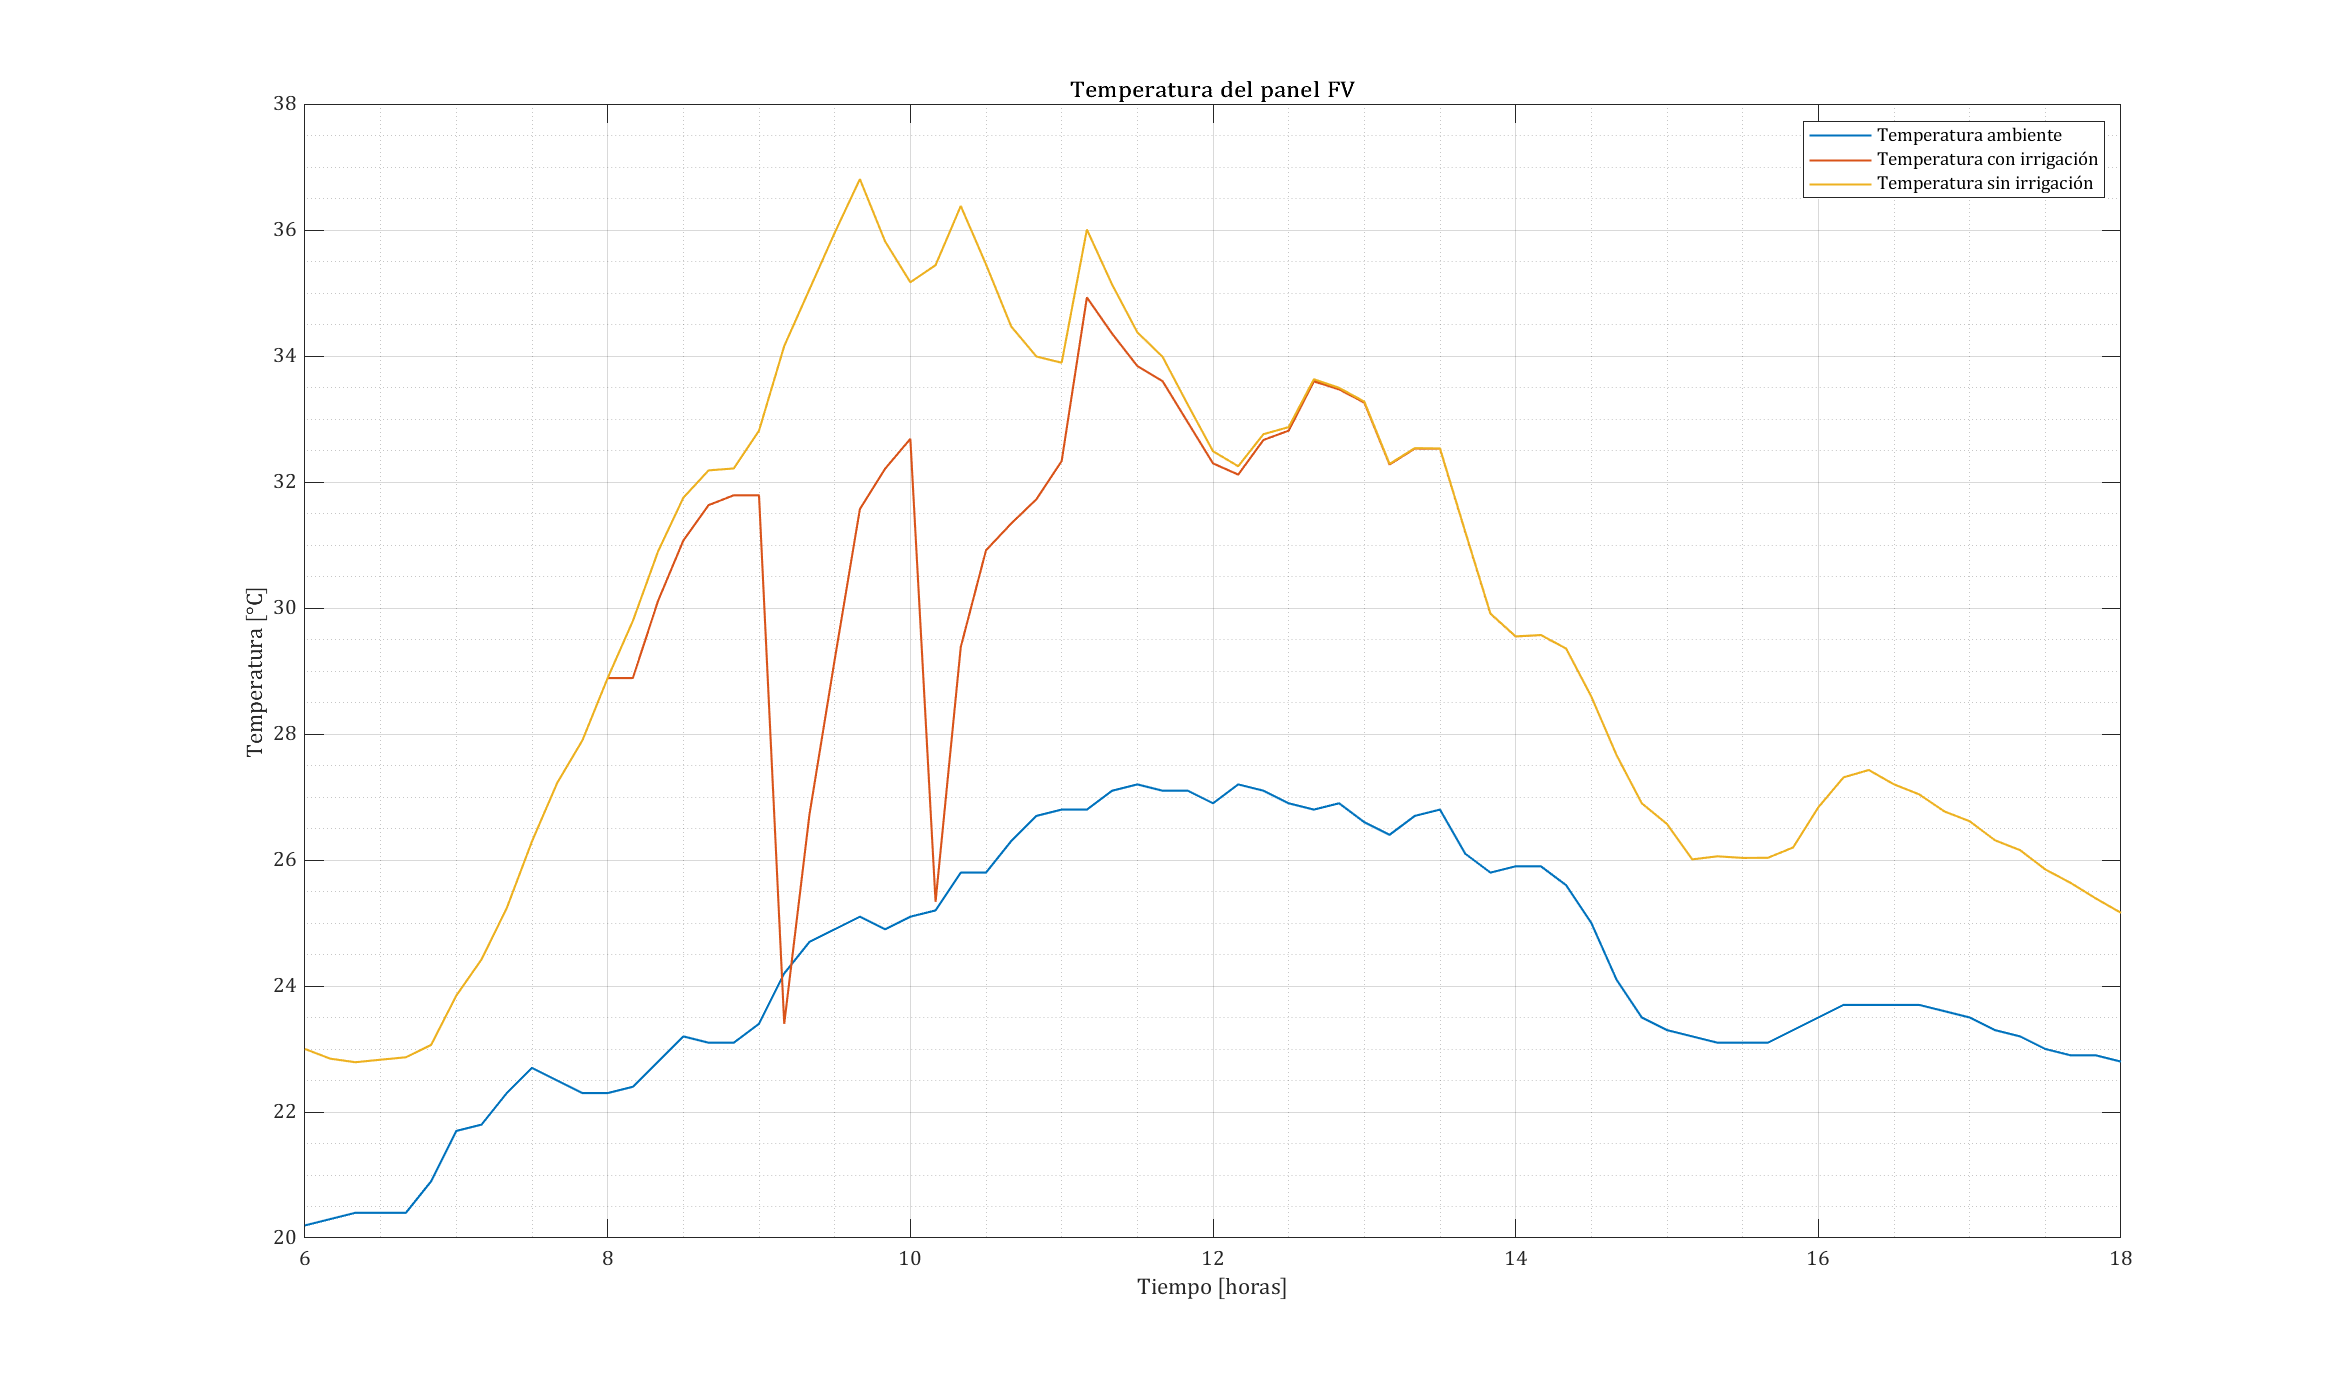 Temperatura del panel FV
38
36
34
32
30
28
26
24
22
20
Temperatura [°C]
Temperatura ambiente
Temperatura con irrigación
Temperatura sin irrigación
6 8 10 12 14 16 18
Tiempo [horas]